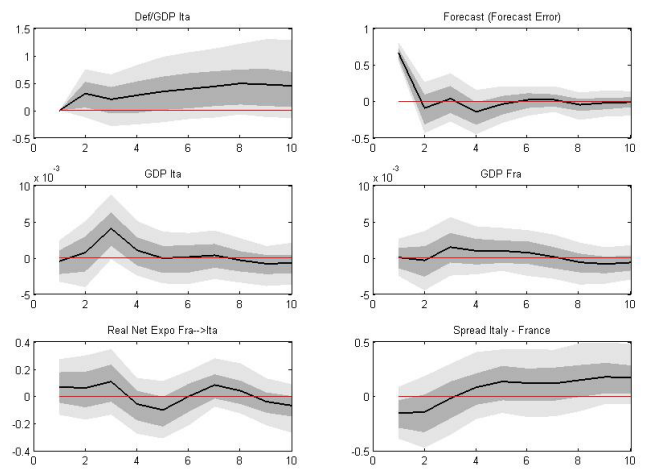 Def/GDP Ita
1.5
1
0.5
0
-0.5
0 2 4 6 8 10
Forecast (Forecast Error)
1
0.5
0
-0.5
0 2 4 6 8 10
GDP Ita
x 10^-3
10
5
0
-5
0 2 4 6 8 10
GDP Fra
x 10^-3
10
5
0
-5
0 2 4 6 8 10
Real Net Expo Fra-->Ita
0.4
0.2
0
-0.2
-0.4
0 2 4 6 8 10
Spread Italy - France
0.5
0
-0.5
0 2 4 6 8 10